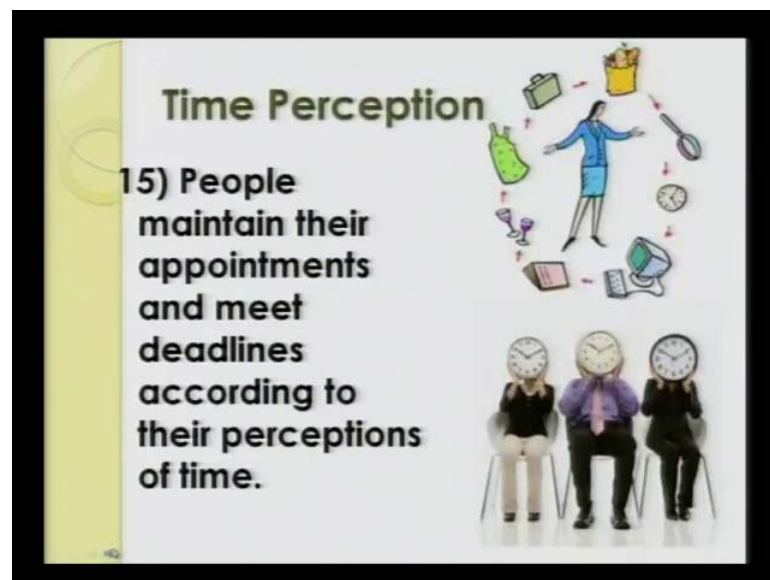 Time Perception
15) People
maintain their
appointments
and meet
deadlines
according to
their perceptions
of time.